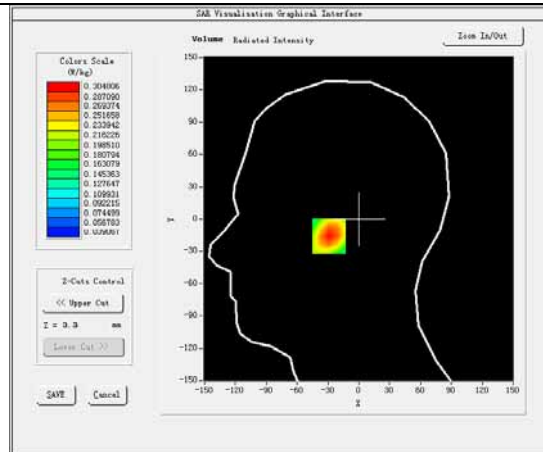 SAR Visualisation Graphical Interface
Volume Radiated Intensity
Zoom In/Out
Colors Scale
(W/kg)
0.304806
0.287090
0.269374
0.251658
0.233942
0.216226
0.198510
0.180794
0.163079
0.145363
0.127647
0.109931
0.092215
0.074499
0.056783
0.039067
Z-Cuts Control
<< Upper Cut
Z = 3.3 mm
Lower Cut >>
SAVE Cancel
150
120
90
60
30
0
-30
-60
-90
-120
-150
Y
-150 -120 -90 -60 -30 0 30 60 90 120 150
X